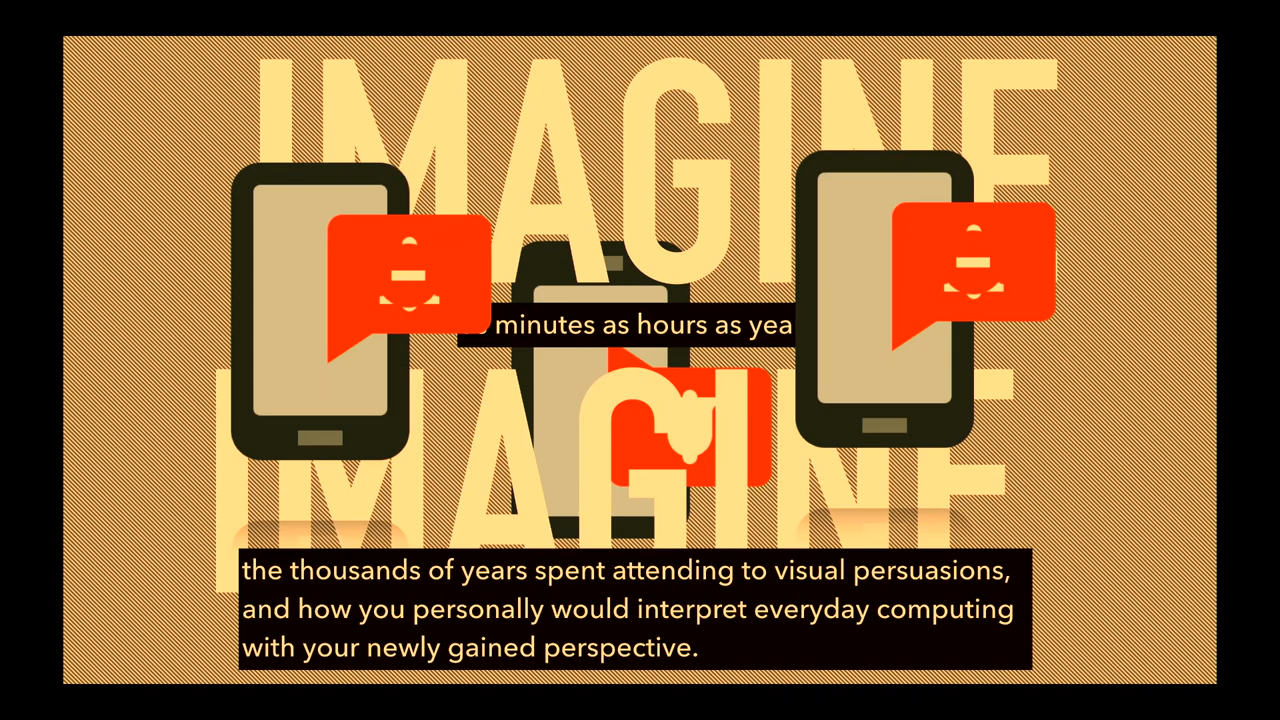 IMAGINE
minutes as hours as yea
IMAGINE
the thousands of years spent attending to visual persuasions,
and how you personally would interpret everyday computing
with your newly gained perspective.